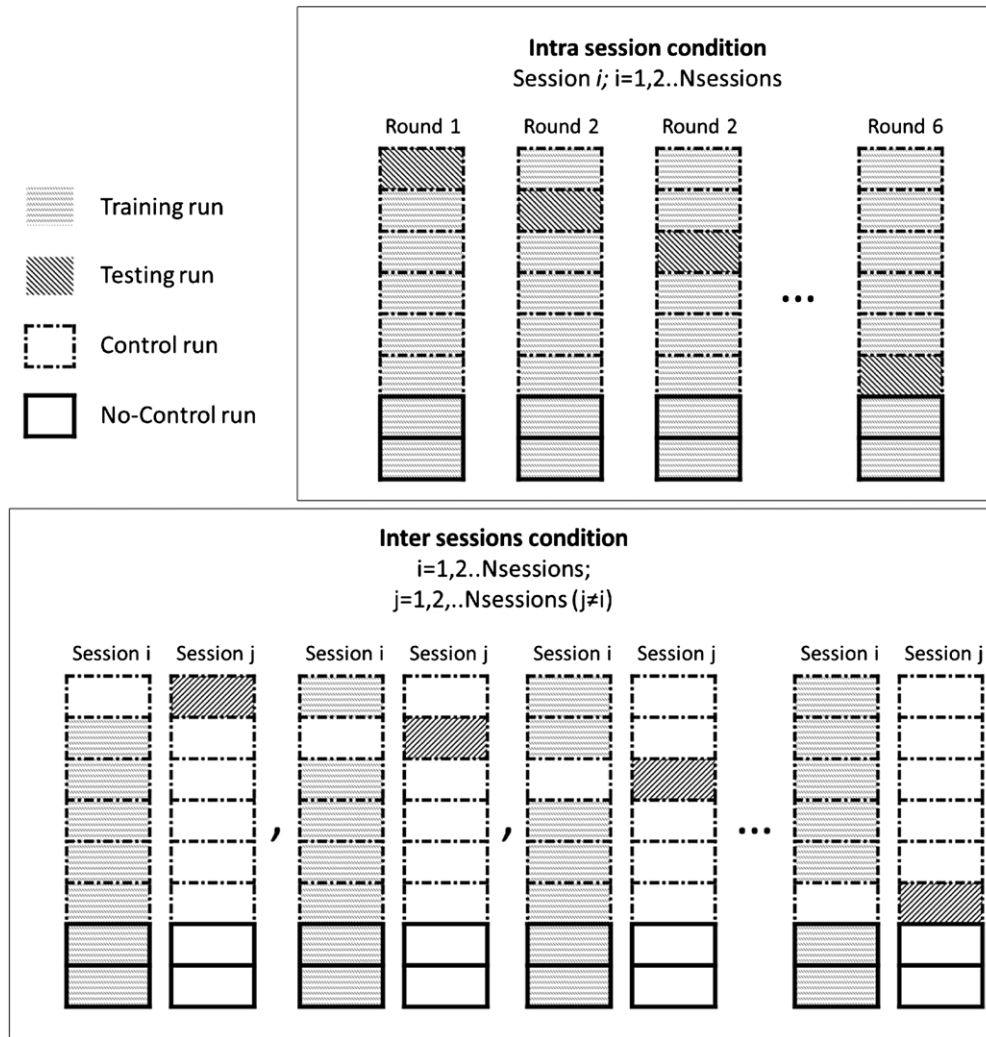 Intra session condition
Session i; i=1,2..Nsessions
Round 1 Round 2 Round 2 Round 6
...
Training run
Testing run
Control run
No-Control run
Inter sessions condition
i=1,2..Nsessions;
j=1,2,..Nsessions (j≠i)
Session i Session j Session i Session j Session i Session j Session i Session j
, , ...